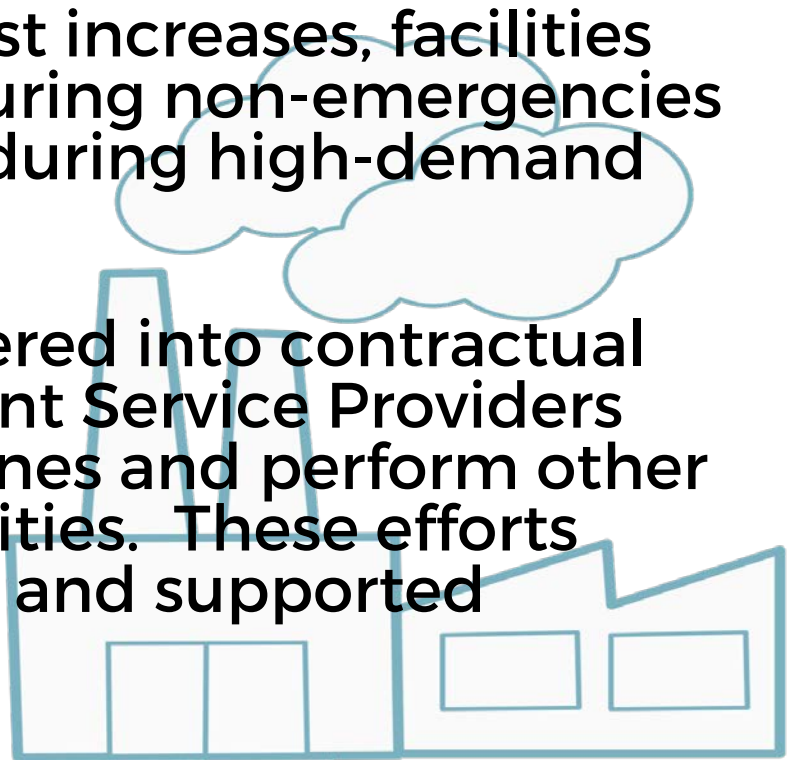 st increases, facilities
uring non-emergencies
during high-demand
ered into contractual
nt Service Providers
nes and perform other
ities.  These efforts
and supported